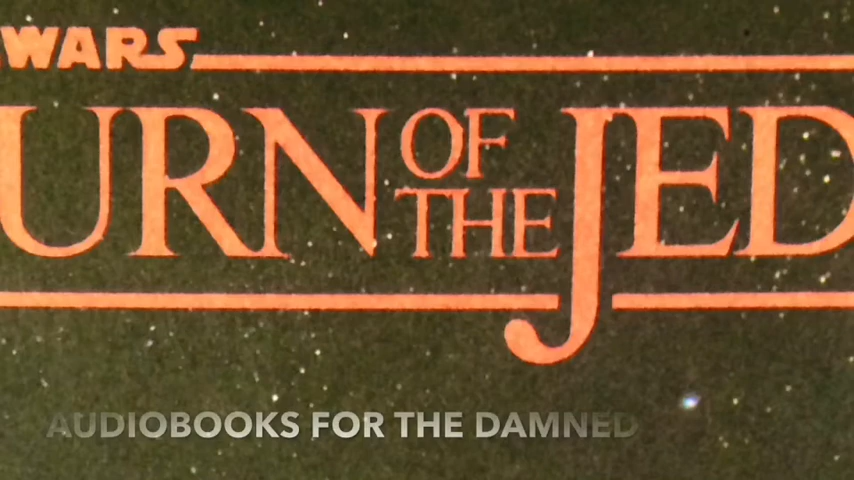 WARS
URN OF THE JED
AUDIOBOOKS FOR THE DAMNED